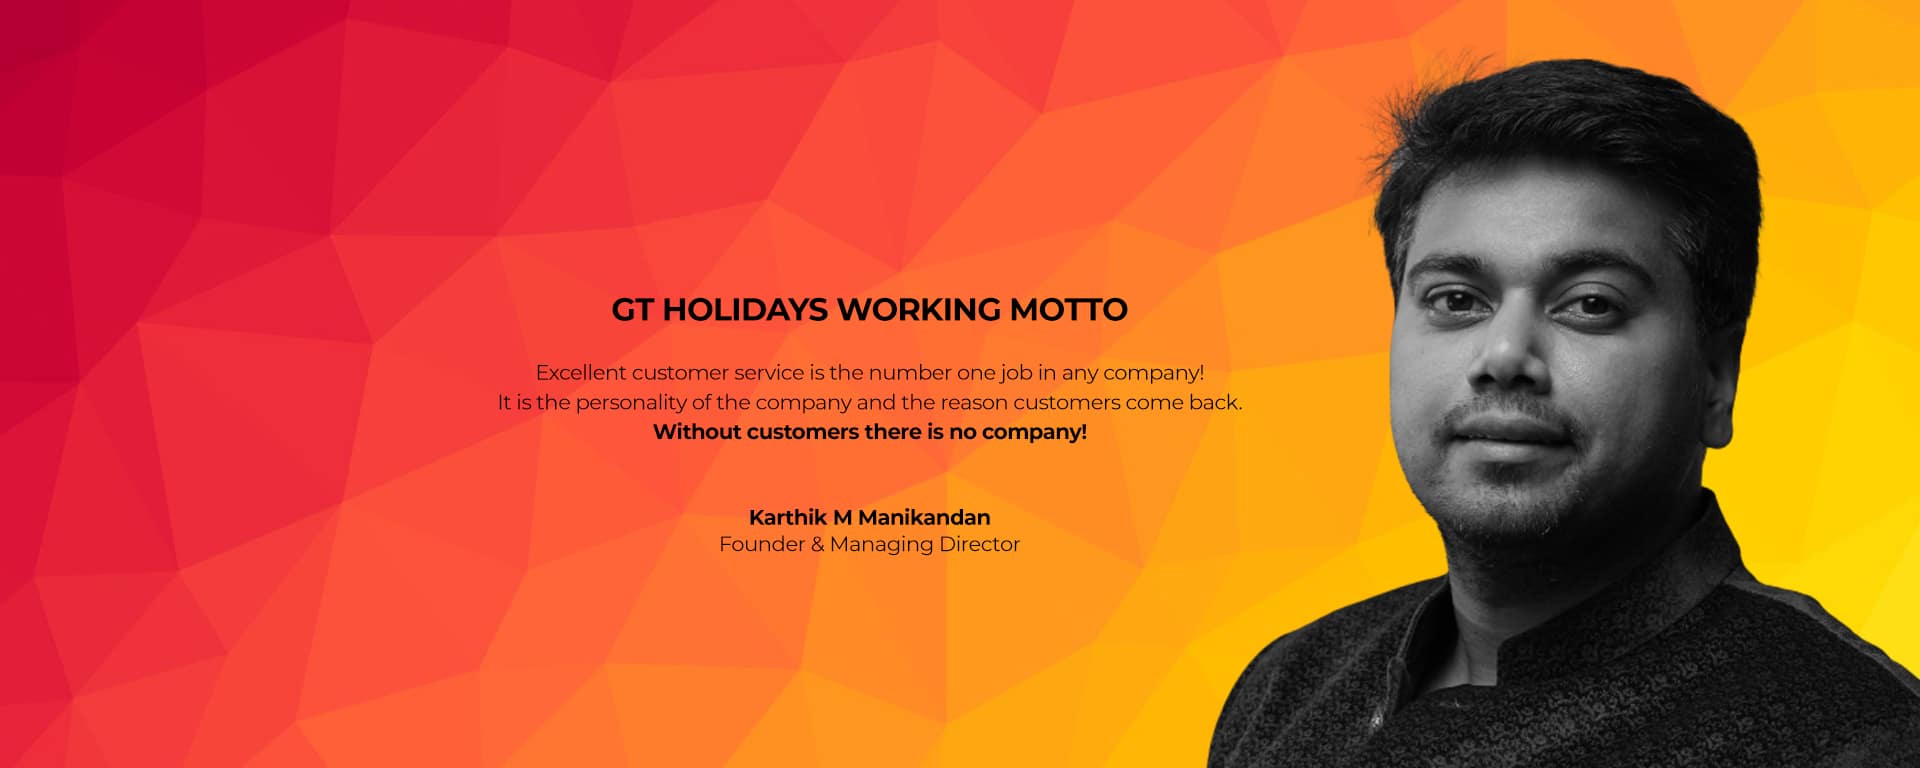 GT HOLIDAYS WORKING MOTTO
Excellent customer service is the number one job in any company!
It is the personality of the company and the reason customers come back.
Without customers there is no company!
Karthik M Manikandan
Founder & Managing Director